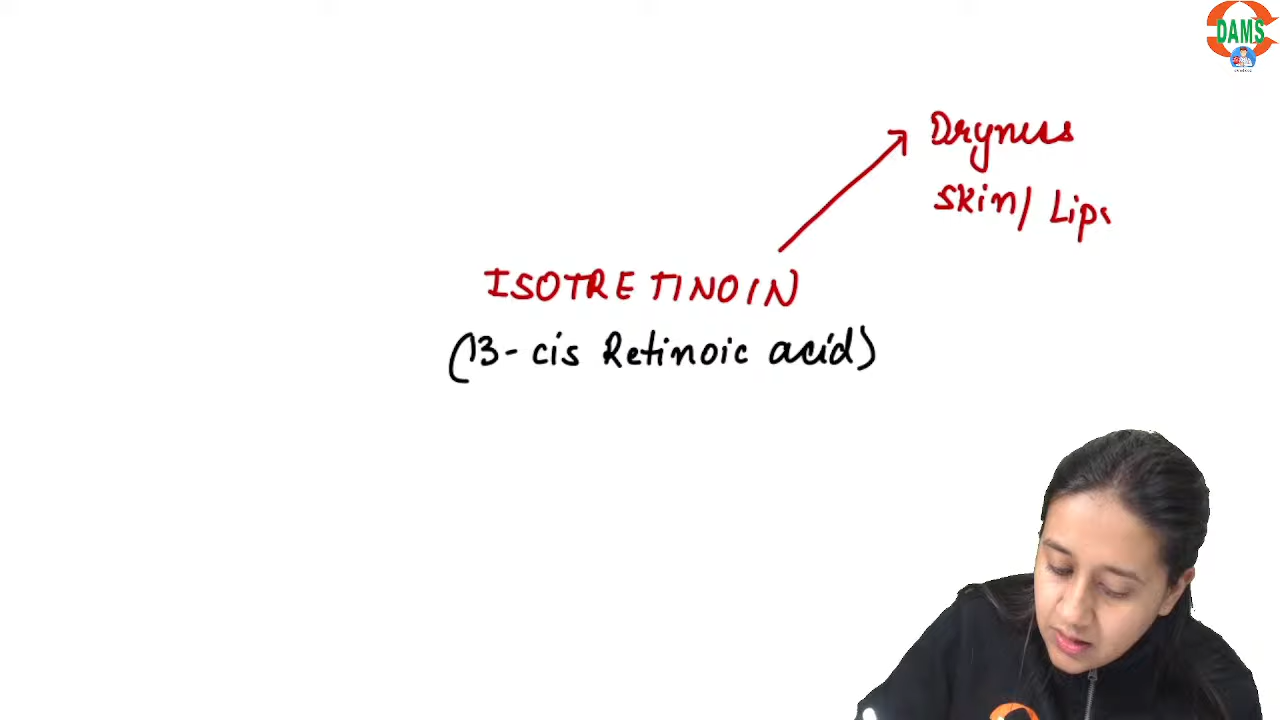 DAMS
Dryness
Skin/ Lips
ISOTRETINOIN
(13-cis Retinoic acid)